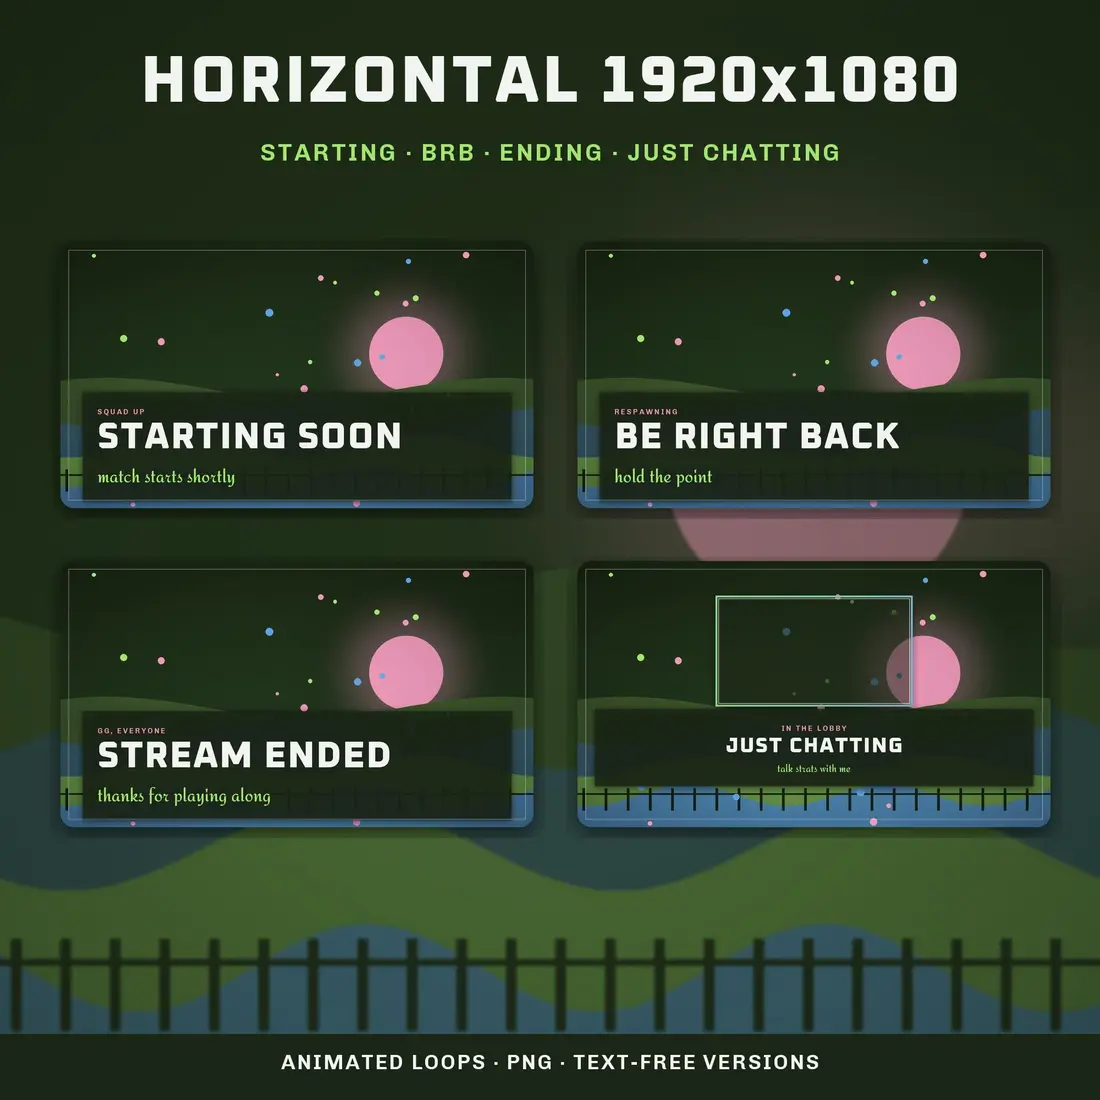 HORIZONTAL 1920x1080
STARTING · BRB · ENDING · JUST CHATTING
SQUAD UP
STARTING SOON
match starts shortly
RESPAWNING
BE RIGHT BACK
hold the point
GG, EVERYONE
STREAM ENDED
thanks for playing along
IN THE LOBBY
JUST CHATTING
talk strats with me
ANIMATED LOOPS · PNG · TEXT-FREE VERSIONS